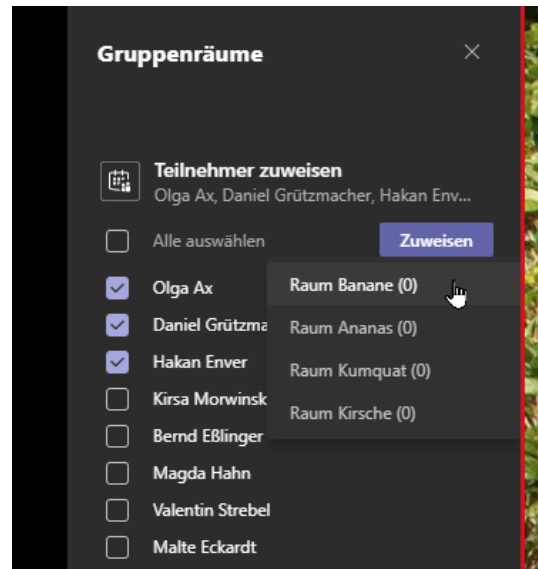 Gruppenräume
Teilnehmer zuweisen
Olga Ax, Daniel Grützmacher, Hakan Env...
Alle auswählen
Zuweisen
Olga Ax
Raum Banane (0)
Daniel Grützma
Raum Ananas (0)
Hakan Enver
Raum Kumquat (0)
Kirsa Morwinsk
Raum Kirsche (0)
Bernd Eßlinger
Magda Hahn
Valentin Strebel
Malte Eckardt